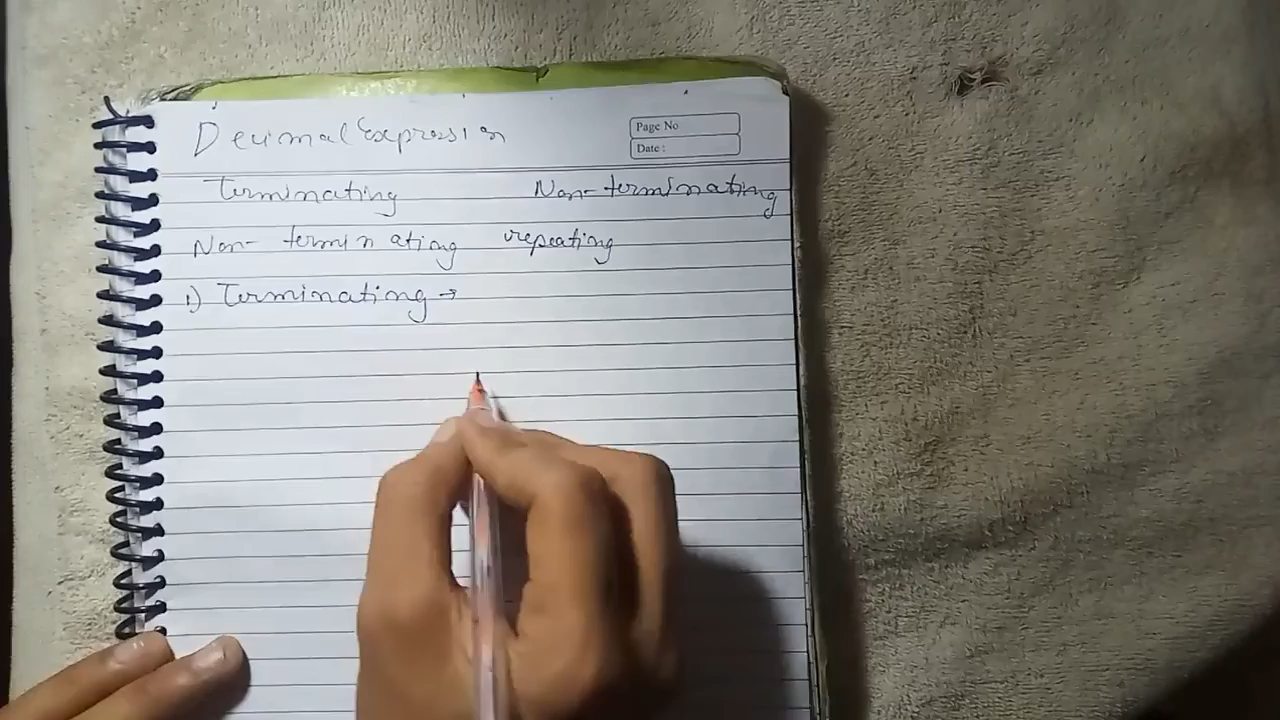 Decimal Expression
Page No
Date :
Terminating Non-terminating
Non-terminating repeating
1) Terminating →